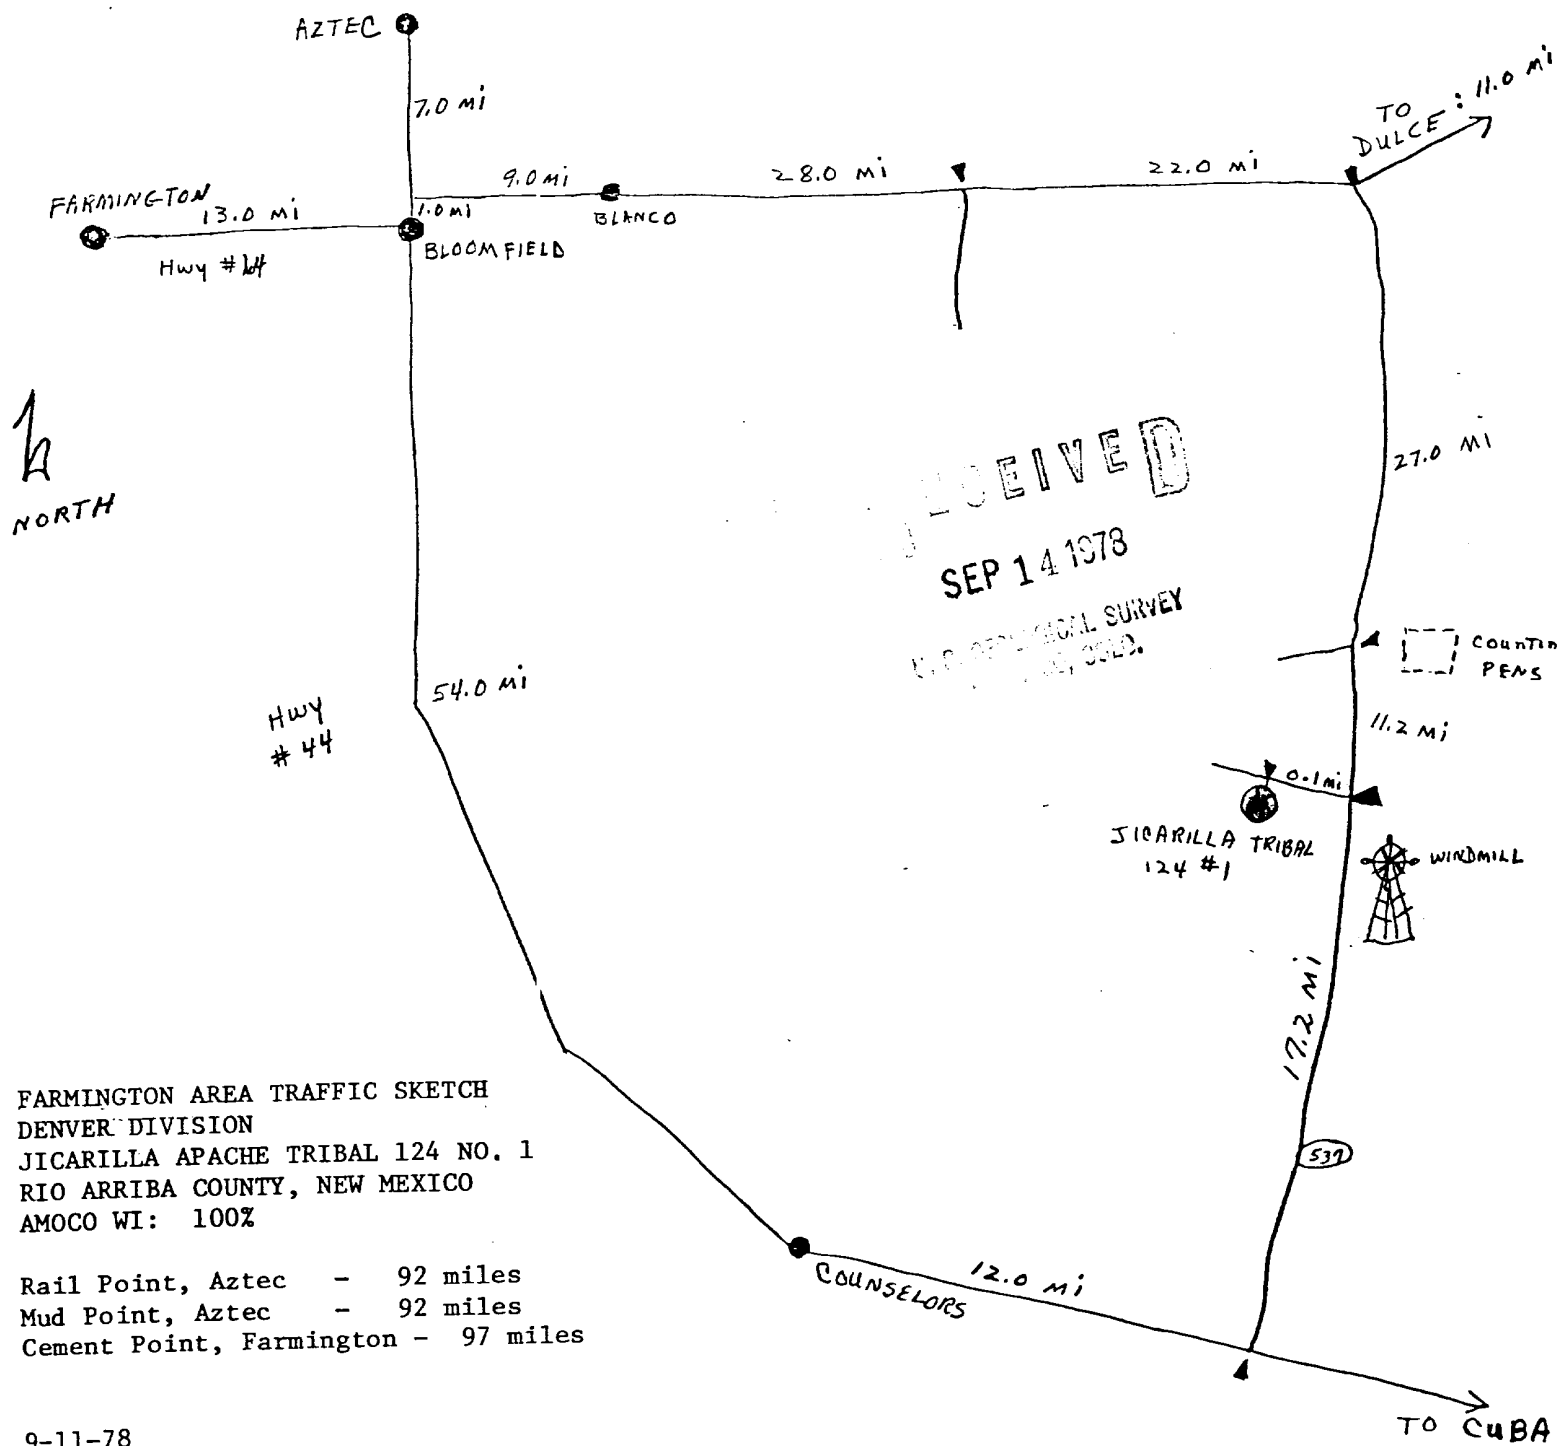 AZTEC
7.0 mi
TO
DULCE : 11.0 mi
FARMINGTON
13.0 mi
9.0 mi
28.0 mi
22.0 mi
1.0 mi
BLANCO
BLOOMFIELD
Hwy #64
NORTH
27.0 mi
RECEIVED
SEP 14 1978
U. S. GEOLOGICAL SURVEY
COLO.
COUNTIN
PENS
54.0 mi
HWY
# 44
11.2 mi
0.1 mi
JICARILLA TRIBAL
124 #1
WINDMILL
17.2 mi
537
FARMINGTON AREA TRAFFIC SKETCH
DENVER DIVISION
JICARILLA APACHE TRIBAL 124 NO. 1
RIO ARRIBA COUNTY, NEW MEXICO
AMOCO WI: 100%
COUNSELORS
12.0 mi
Rail Point, Aztec - 92 miles
Mud Point, Aztec - 92 miles
Cement Point, Farmington - 97 miles
TO CUBA
9-11-78